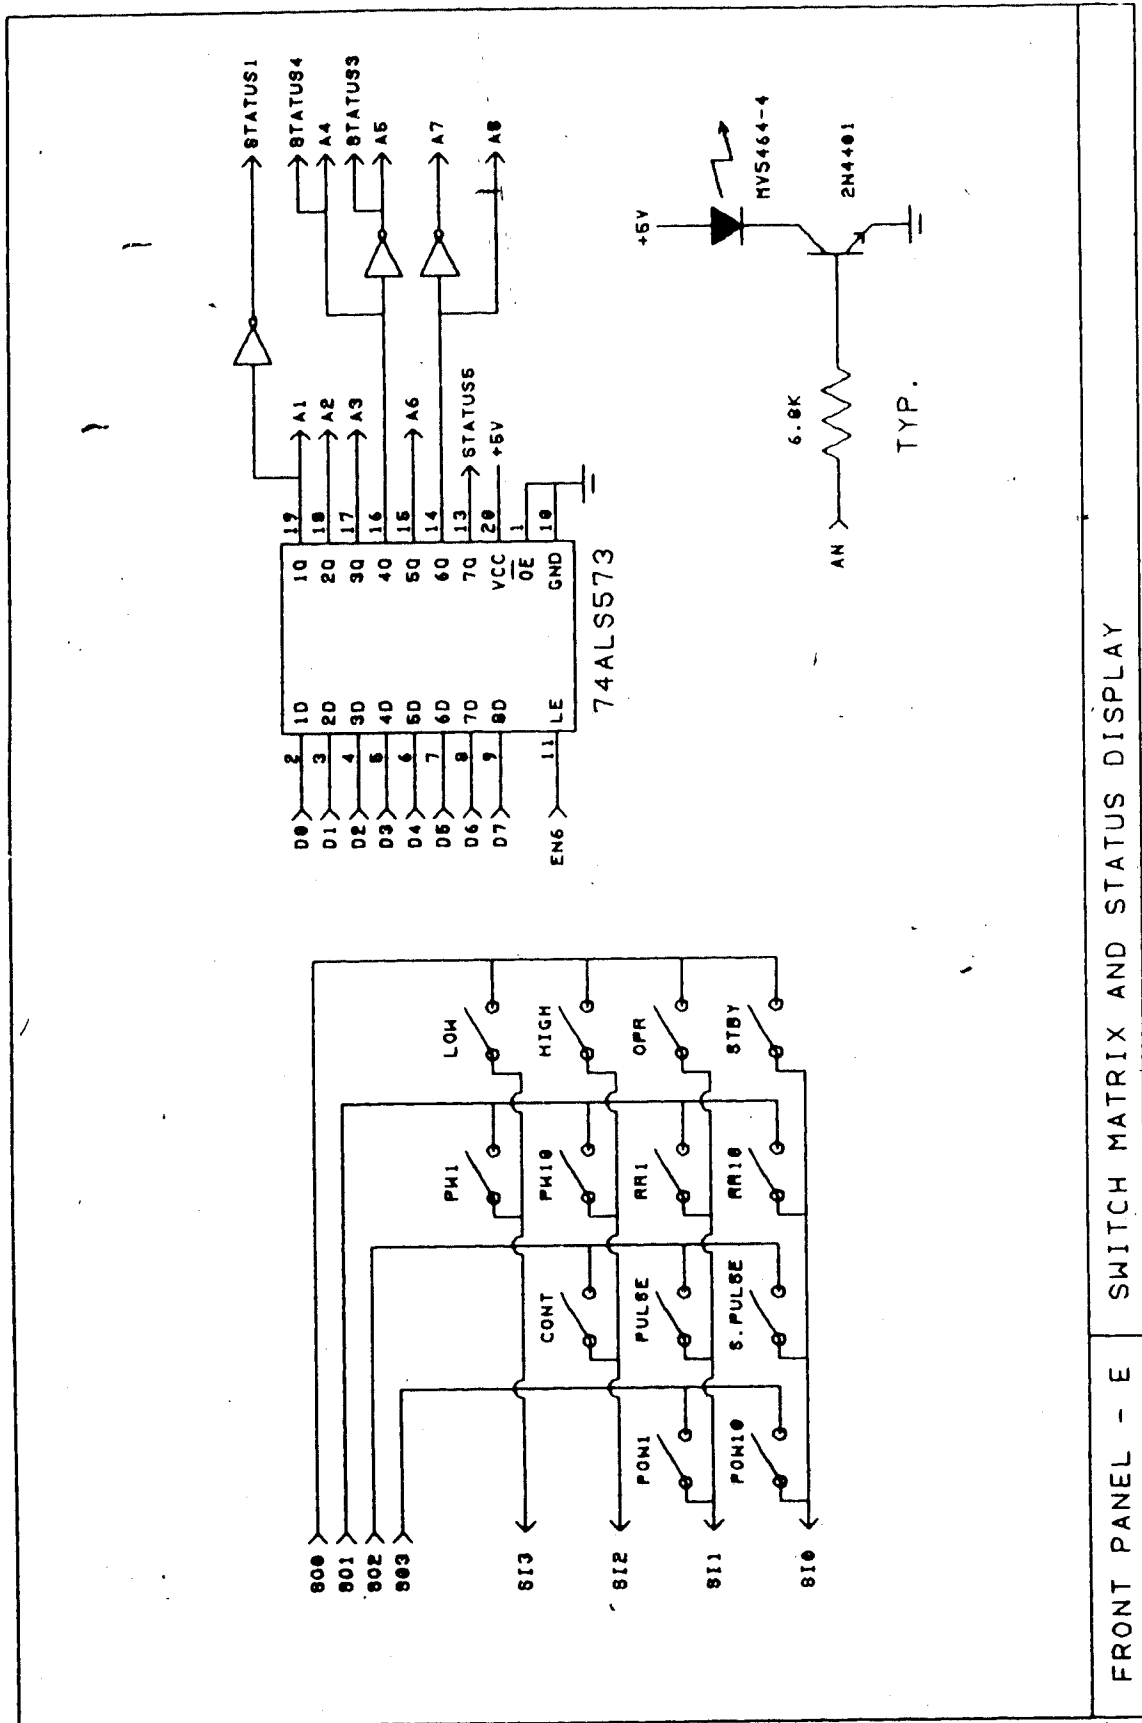 SO0
SO1
SO2
SO3
SI3
SI2
SI1
SI0
LOW
HIGH
OPR
STBY
PW1
PW10
RR1
RR10
CONT
PULSE
S.PULSE
POW1
POW10
D0 2 1D
D1 3 2D
D2 4 3D
D3 5 4D
D4 6 5D
D5 7 6D
D6 8 7D
D7 9 8D
EN6 11 LE
1Q 19 A1
2Q 18 A2
3Q 17 A3
4Q 16
5Q 15 A6
6Q 14
7Q 13 STATUS5
VCC 20 +5V
OE 1
GND 10
74ALS573
STATUS1
STATUS4
A4
STATUS3
A5
A7
A8
+5V
MV5464-4
2N4401
6.8K
AN
TYP.
FRONT PANEL - E
SWITCH MATRIX AND STATUS DISPLAY